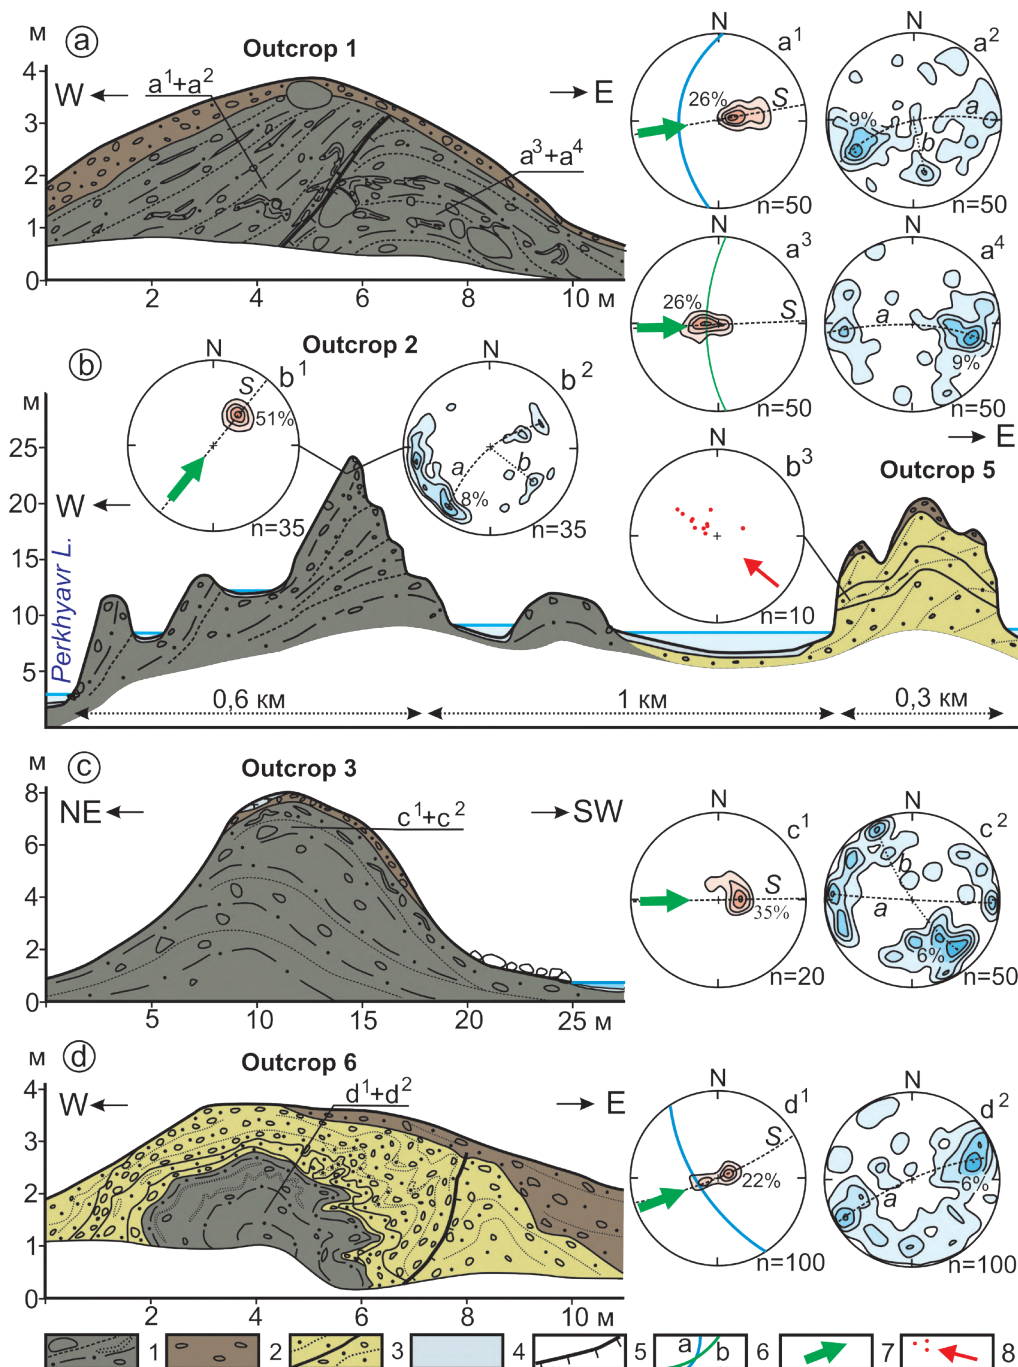 м
a
Outcrop 1
W
E
a¹+a²
a³+a⁴
4
3
2
1
0
2
4
6
8
10 м
N
a¹
26%
S
n=50
N
a²
9%
a
b
n=50
N
a³
26%
S
n=50
N
a⁴
a
9%
n=50
b
Outcrop 2
м
25
20
15
10
5
W
E
Perkhyavr L.
N
b¹
S
51%
n=35
N
b²
a
b
8%
n=35
N
b³
n=10
Outcrop 5
0,6 км
1 км
0,3 км
м
c
Outcrop 3
NE
SW
c¹+c²
8
6
4
2
0
5
10
15
20
25 м
N
c¹
S
35%
n=20
N
c²
b
a
6%
n=50
м
d
Outcrop 6
W
E
d¹+d²
4
3
2
1
0
2
4
6
8
10 м
N
d¹
S
22%
n=100
N
d²
a
6%
n=100
1
2
3
4
5
a
b
6
7
8